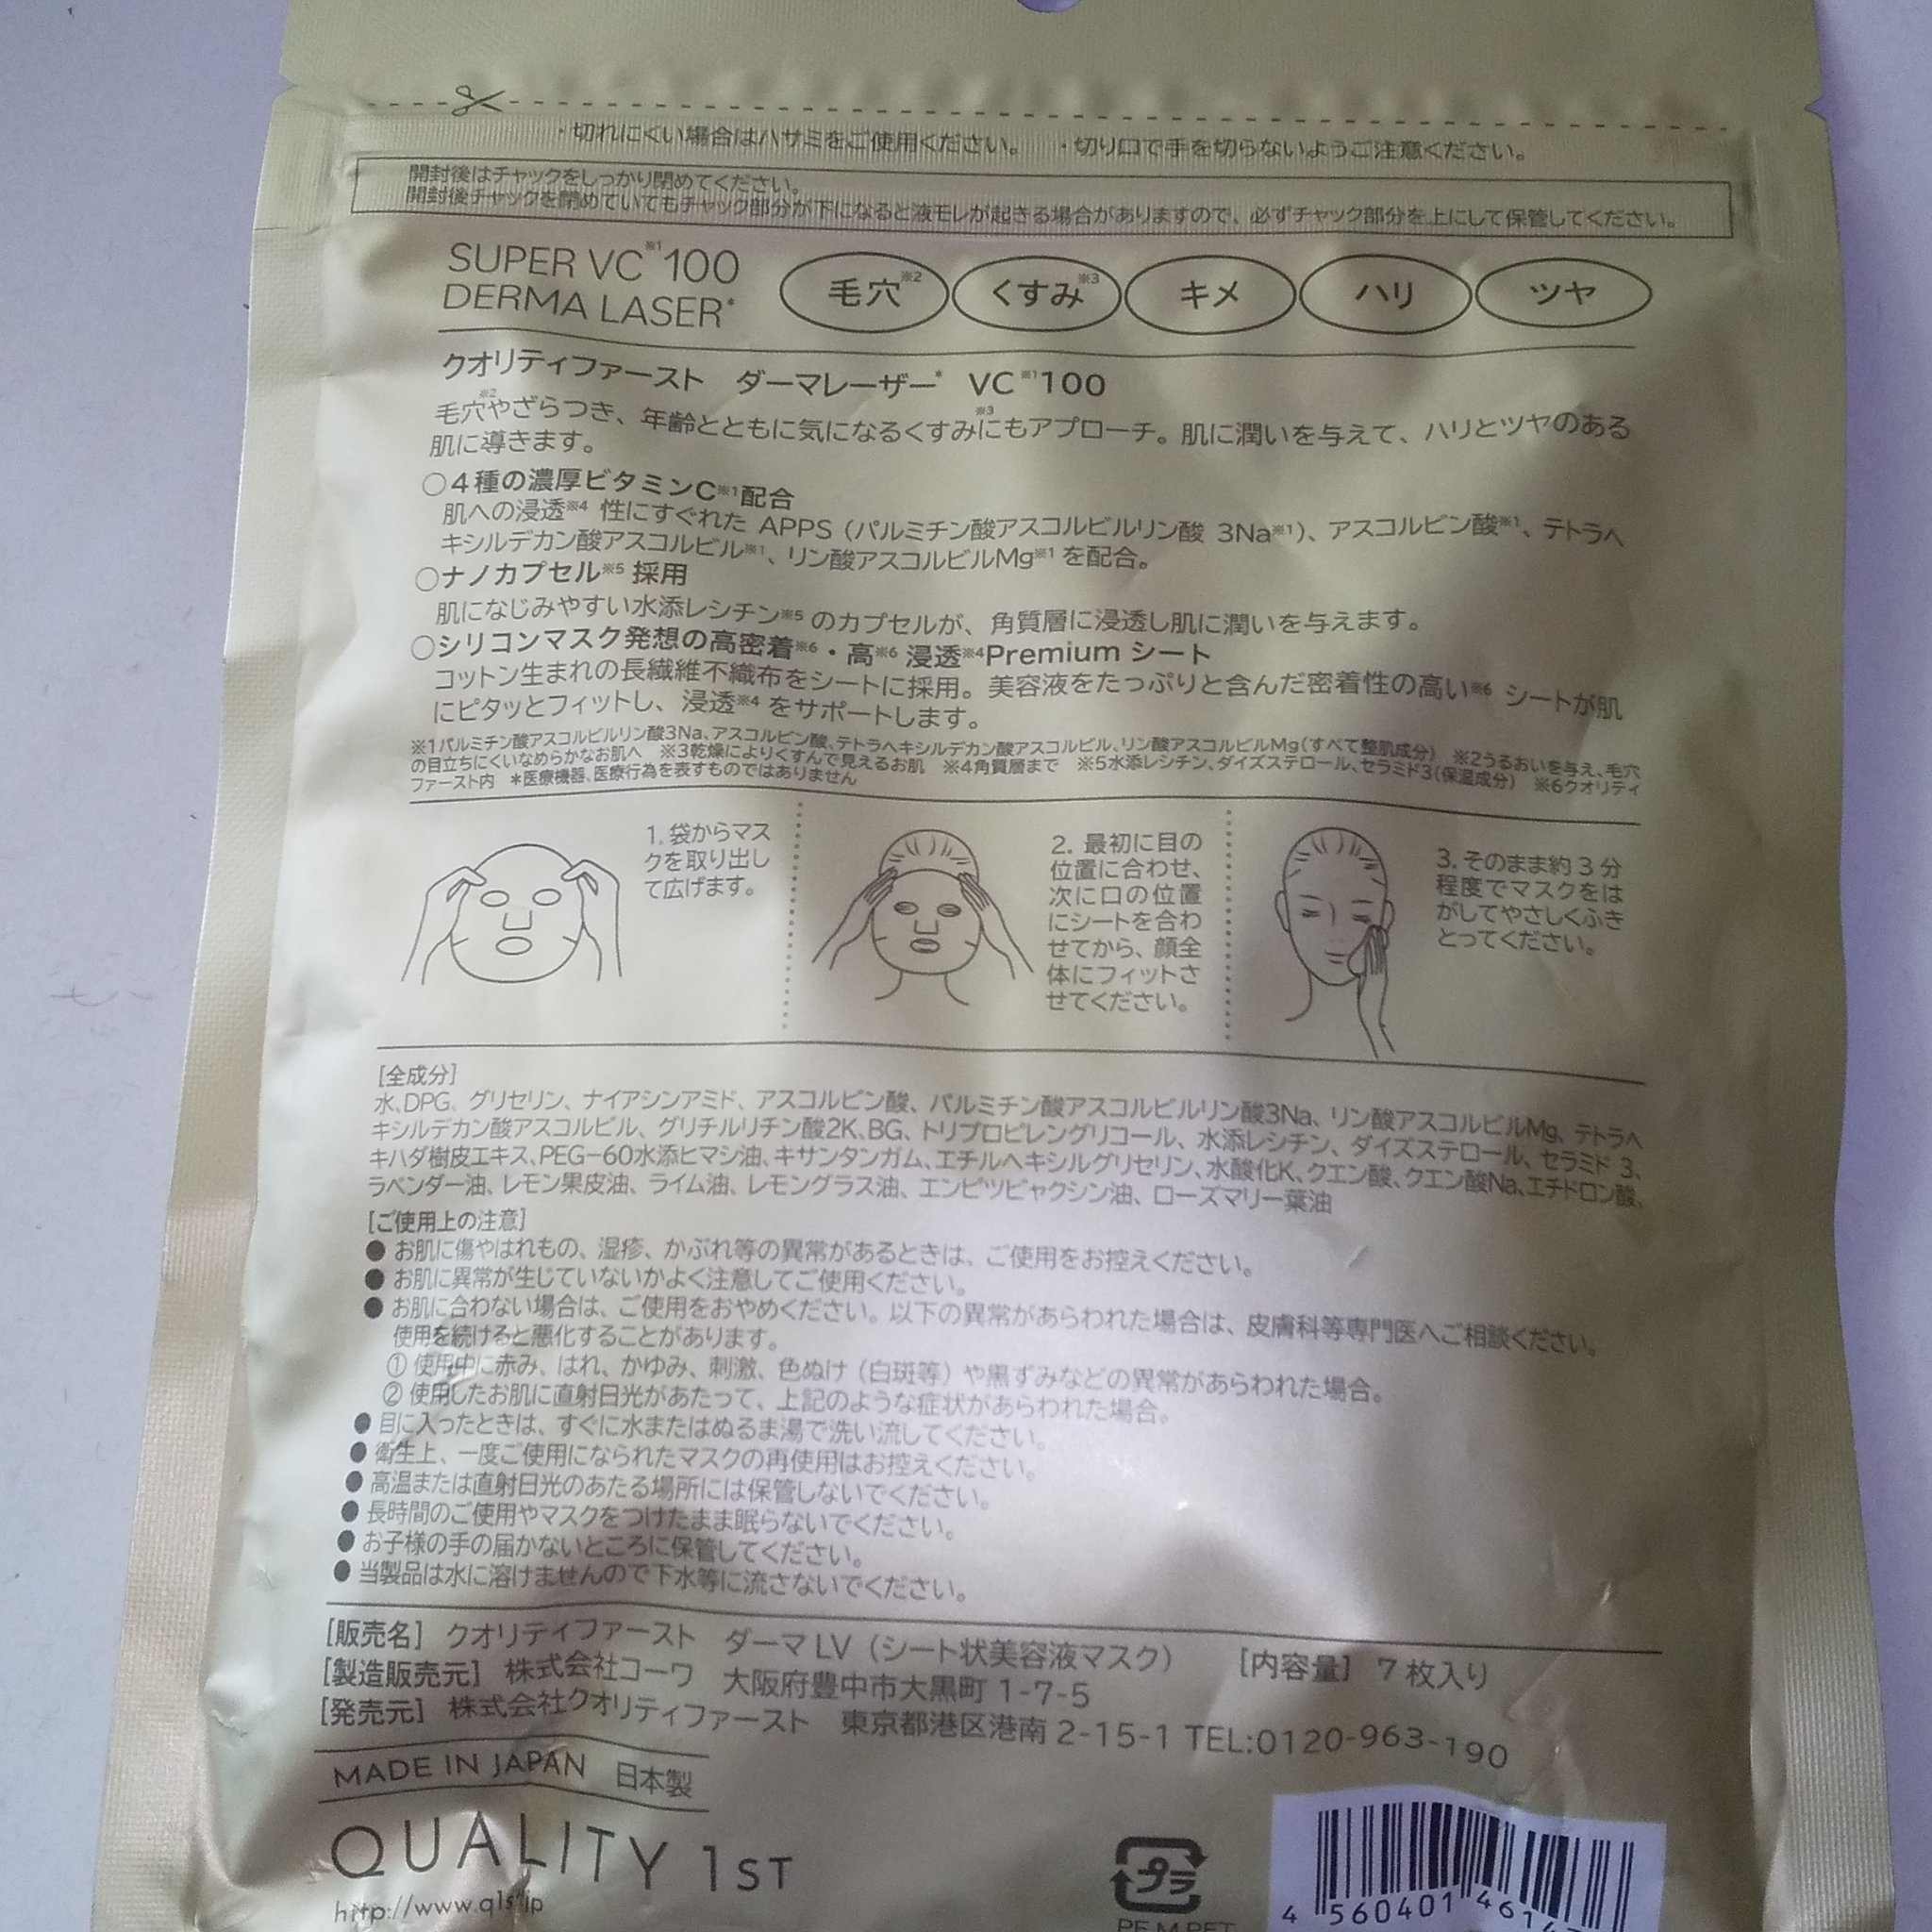 ・切れにくい場合はハサミをご使用ください。 ・切り口で手を切らないようご注意ください。
開封後はチャックをしっかり閉めてください。
開封後チャックを閉めていてもチャック部分が下になると液モレが起きる場合がありますので、必ずチャック部分を上にして保管してください。
SUPER VC※1 100
DERMA LASER*
毛穴※2 くすみ※3 キメ ハリ ツヤ
クオリティファースト ダーマレーザー* VC※1 100
毛穴※2やざらつき、年齢とともに気になるくすみ※3にもアプローチ。肌に潤いを与えて、ハリとツヤのある
肌に導きます。
○4種の濃厚ビタミンC※1配合
肌への浸透※4 性にすぐれた APPS（パルミチン酸アスコルビルリン酸 3Na※1）、アスコルビン酸※1、テトラヘ
キシルデカン酸アスコルビル※1、リン酸アスコルビルMg※1 を配合。
○ナノカプセル※5 採用
肌になじみやすい水添レシチン※5 のカプセルが、角質層に浸透し肌に潤いを与えます。
○シリコンマスク発想の高密着※6・高※6 浸透※4Premium シート
コットン生まれの長繊維不織布をシートに採用。美容液をたっぷりと含んだ密着性の高い※6 シートが肌
にピタッとフィットし、浸透※4 をサポートします。
※1パルミチン酸アスコルビルリン酸3Na、アスコルビン酸、テトラヘキシルデカン酸アスコルビル、リン酸アスコルビルMg(すべて整肌成分) ※2うるおいを与え、毛穴
の目立ちにくいなめらかなお肌へ ※3乾燥によりくすんで見えるお肌 ※4角質層まで ※5水添レシチン、ダイズステロール、セラミド3(保湿成分) ※6クオリティ
ファースト内 *医療機器、医療行為を表すものではありません
1. 袋からマス
クを取り出し
て広げます。
2. 最初に目の
位置に合わせ、
次に口の位置
にシートを合わ
せてから、顔全
体にフィットさ
せてください。
3. そのまま約3分
程度でマスクをは
がしてやさしくふき
とってください。
[全成分]
水、DPG、グリセリン、ナイアシンアミド、アスコルビン酸、パルミチン酸アスコルビルリン酸3Na、リン酸アスコルビルMg、テトラヘ
キシルデカン酸アスコルビル、グリチルリチン酸2K、BG、トリプロピレングリコール、水添レシチン、ダイズステロール、セラミド 3、
キハダ樹皮エキス、PEG-60水添ヒマシ油、キサンタンガム、エチルヘキシルグリセリン、水酸化K、クエン酸、クエン酸Na、エチドロン酸、
ラベンダー油、レモン果皮油、ライム油、レモングラス油、エンピツビャクシン油、ローズマリー葉油
[ご使用上の注意]
● お肌に傷やはれもの、湿疹、かぶれ等の異常があるときは、ご使用をお控えください。
● お肌に異常が生じていないかよく注意してご使用ください。
● お肌に合わない場合は、ご使用をおやめください。以下の異常があらわれた場合は、皮膚科等専門医へご相談ください。
使用を続けると悪化することがあります。
① 使用中に赤み、はれ、かゆみ、刺激、色ぬけ（白斑等）や黒ずみなどの異常があらわれた場合。
② 使用したお肌に直射日光があたって、上記のような症状があらわれた場合。
● 目に入ったときは、すぐに水またはぬるま湯で洗い流してください。
● 衛生上、一度ご使用になられたマスクの再使用はお控えください。
● 高温または直射日光のあたる場所には保管しないでください。
● 長時間のご使用やマスクをつけたまま眠らないでください。
● お子様の手の届かないところに保管してください。
● 当製品は水に溶けませんので下水等に流さないでください。
[販売名] クオリティファースト ダーマ LV（シート状美容液マスク） [内容量] 7 枚入り
[製造販売元] 株式会社コーワ 大阪府豊中市大黒町 1-7-5
[発売元] 株式会社クオリティファースト 東京都港区港南 2-15-1 TEL:0120-963-190
MADE IN JAPAN 日本製
QUALITY 1ST
http://www.q1st.jp
プラ
PE,M,PET
4 560401 4614